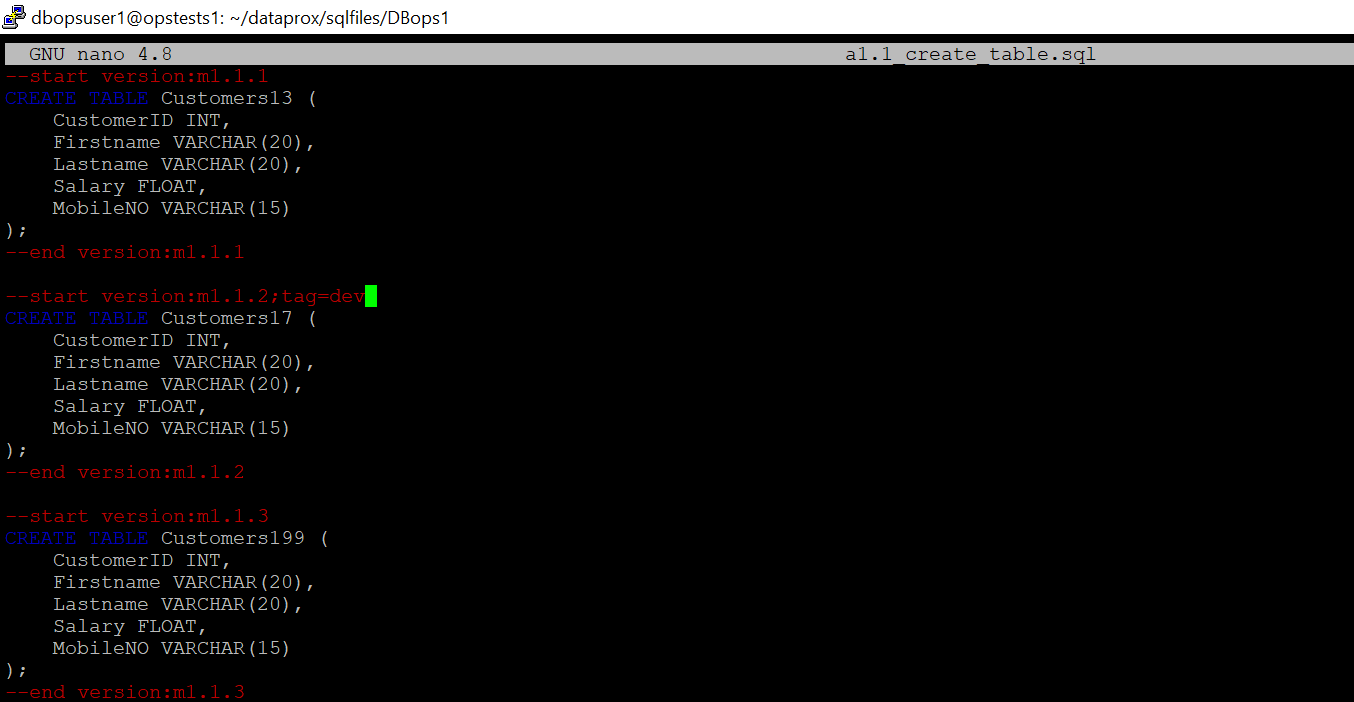 dbopsuser1@opstests1: ~/dataprox/sqlfiles/DBops1
GNU nano 4.8 a1.1_create_table.sql
--start version:m1.1.1
CREATE TABLE Customers13 (
    CustomerID INT,
    Firstname VARCHAR(20),
    Lastname VARCHAR(20),
    Salary FLOAT,
    MobileNO VARCHAR(15)
);
--end version:m1.1.1

--start version:m1.1.2;tag=dev
CREATE TABLE Customers17 (
    CustomerID INT,
    Firstname VARCHAR(20),
    Lastname VARCHAR(20),
    Salary FLOAT,
    MobileNO VARCHAR(15)
);
--end version:m1.1.2

--start version:m1.1.3
CREATE TABLE Customers199 (
    CustomerID INT,
    Firstname VARCHAR(20),
    Lastname VARCHAR(20),
    Salary FLOAT,
    MobileNO VARCHAR(15)
);
--end version:m1.1.3